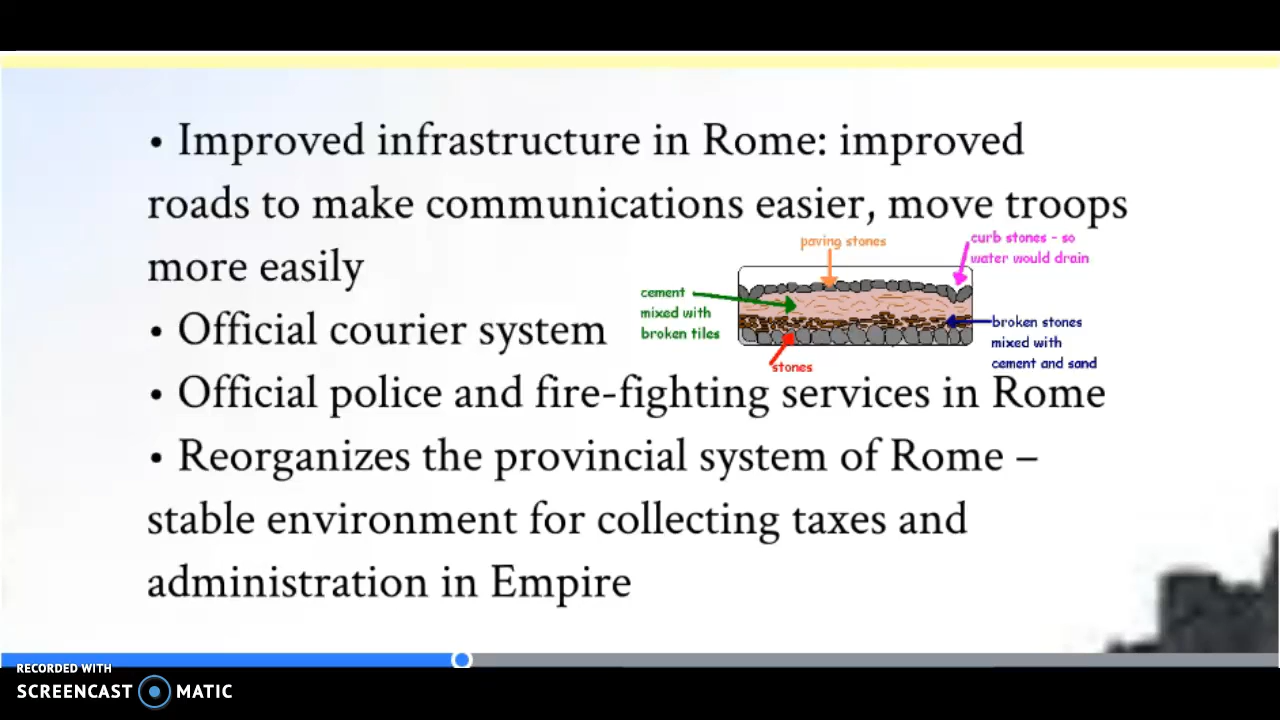 • Improved infrastructure in Rome: improved
roads to make communications easier, move troops
more easily
paving stones
curb stones - so
water would drain
cement
mixed with
broken tiles
broken stones
mixed with
cement and sand
stones
• Official courier system
• Official police and fire-fighting services in Rome
• Reorganizes the provincial system of Rome –
stable environment for collecting taxes and
administration in Empire
RECORDED WITH
SCREENCAST MATIC